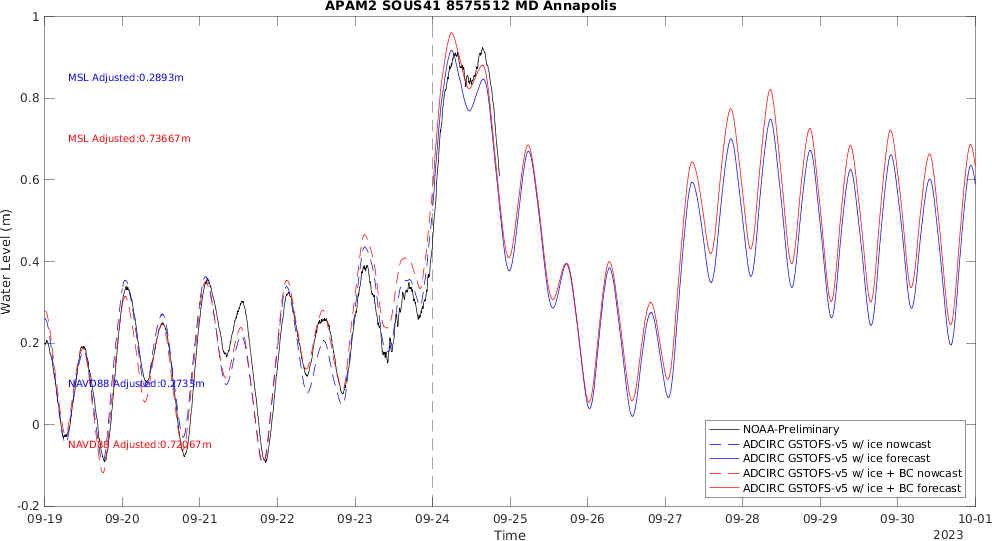 APAM2 SOUS41 8575512 MD Annapolis
1
0.8
0.6
0.4
0.2
0
-0.2
Water Level (m)
MSL Adjusted:0.2893m
MSL Adjusted:0.73667m
NAVD88 Adjusted:0.2733m
NAVD88 Adjusted:0.72067m
NOAA-Preliminary
ADCIRC GSTOFS-v5 w/ ice nowcast
ADCIRC GSTOFS-v5 w/ ice forecast
ADCIRC GSTOFS-v5 w/ ice + BC nowcast
ADCIRC GSTOFS-v5 w/ ice + BC forecast
09-19 09-20 09-21 09-22 09-23 09-24 09-25 09-26 09-27 09-28 09-29 09-30 10-01
Time
2023